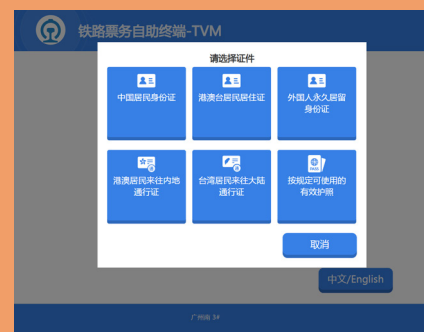 铁路票务自助终端-TVM
请选择证件
中国居民身份证
港澳台居民居住证
外国人永久居留
身份证
港澳居民来往内地
通行证
台湾居民来往大陆
通行证
按规定可使用的
有效护照
取消
中文/English
广州南 3#